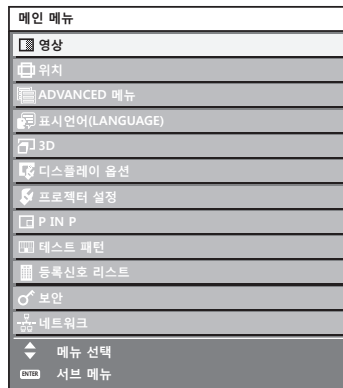 메인 메뉴
영상
위치
ADVANCED 메뉴
표시언어(LANGUAGE)
3D
디스플레이 옵션
프로젝터 설정
P IN P
테스트 패턴
등록신호 리스트
보안
네트워크
메뉴 선택
ENTER 서브 메뉴